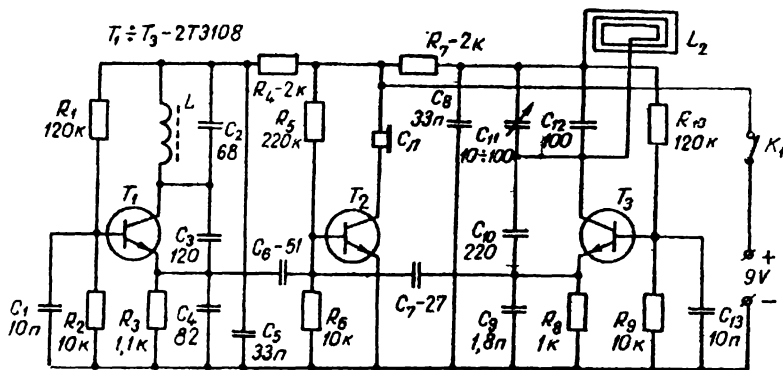 T₁÷T₃-2T3108
R₁
120к
L
C₂
68
R₄-2к
R₅
220к
R₇-2к
Cл
C₈
33п
C₁₁
10÷100
C₁₂
100
L₂
R₁₃
120к
K₁
T₁
T₂
T₃
C₃
120
C₆-51
C₇-27
C₁₀
220
+
9V
−
C₁
10п
R₂
10к
R₃
1,1к
C₄
82
C₅
33п
R₆
10к
C₉
1,8п
R₈
1к
R₉
10к
C₁₃
10п